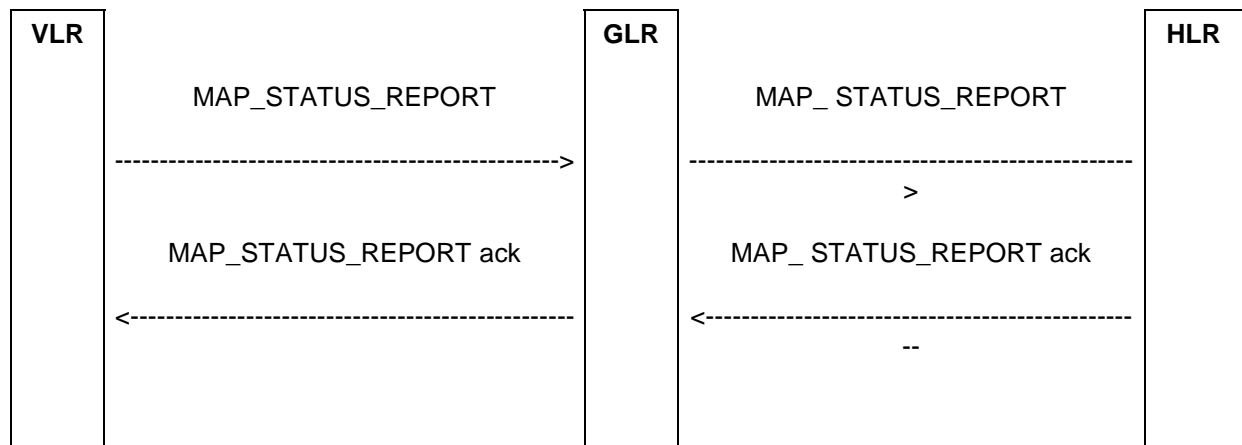 VLR GLR HLR
MAP_STATUS_REPORT MAP_ STATUS_REPORT
-------------------------------------------------> -------------------------------------------------
>
MAP_STATUS_REPORT ack MAP_ STATUS_REPORT ack
<------------------------------------------------- <-----------------------------------------------
--